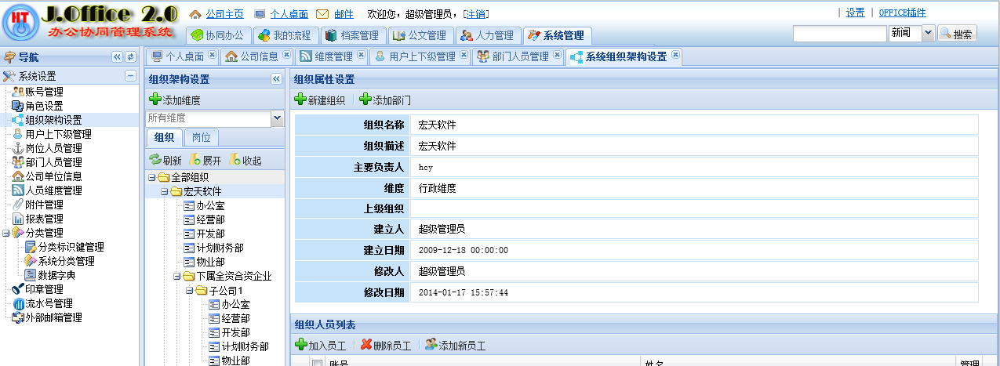 HT J.Office 2.0
办公协同管理系统
公司主页 个人桌面 邮件 欢迎您，超级管理员，[注销]
设置 OFFICE插件
协同办公 我的流程 档案管理 公文管理 人力管理 系统管理
新闻 搜索
导航
个人桌面 公司信息 维度管理 用户上下级管理 部门人员管理 系统组织架构设置
系统设置
账号管理
角色设置
组织架构设置
用户上下级管理
岗位人员管理
部门人员管理
公司单位信息
人员维度管理
附件管理
报表管理
分类管理
分类标识键管理
系统分类管理
数据字典
印章管理
流水号管理
外部邮箱管理
组织架构设置
添加维度
所有维度
组织 岗位
刷新 展开 收起
全部组织
宏天软件
办公室
经营部
开发部
计划财务部
物业部
下属全资合资企业
子公司1
办公室
经营部
开发部
计划财务部
物业部
组织属性设置
新建组织 添加部门
组织名称 宏天软件
组织描述 宏天软件
主要负责人 hcy
维度 行政维度
上级组织
建立人 超级管理员
建立日期 2009-12-18 00:00:00
修改人 超级管理员
修改日期 2014-01-17 15:57:44
组织人员列表
加入员工 删除员工 添加新员工
账号 姓名 管理